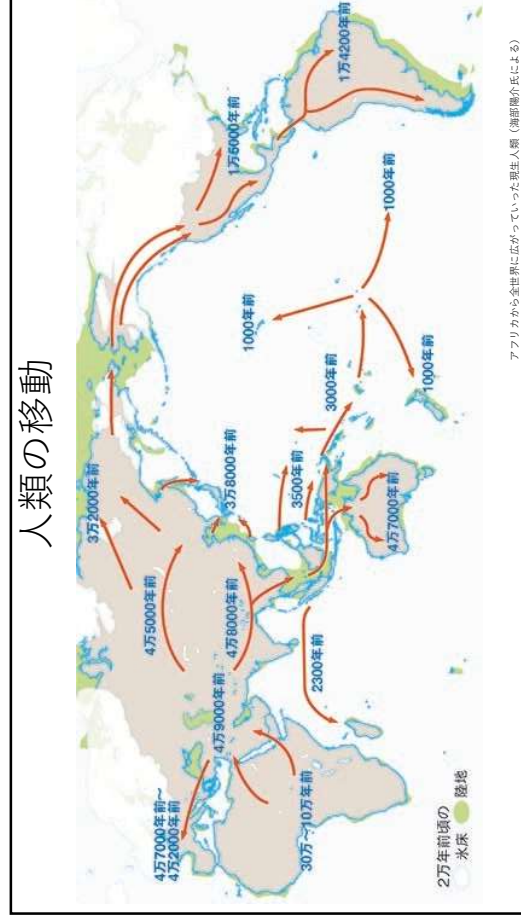 人類の移動
4万7000年前~
4万2000年前
4万9000年前
30万~10万年前
4万5000年前
3万2000年前
4万8000年前
3万8000年前
2300年前
3500年前
4万7000年前
3000年前
1000年前
1000年前
1000年前
1万5000年前
1万4200年前
2万年前頃の
氷床 陸地
アフリカから全世界に広がっていった現生人類(海部陽介氏による)